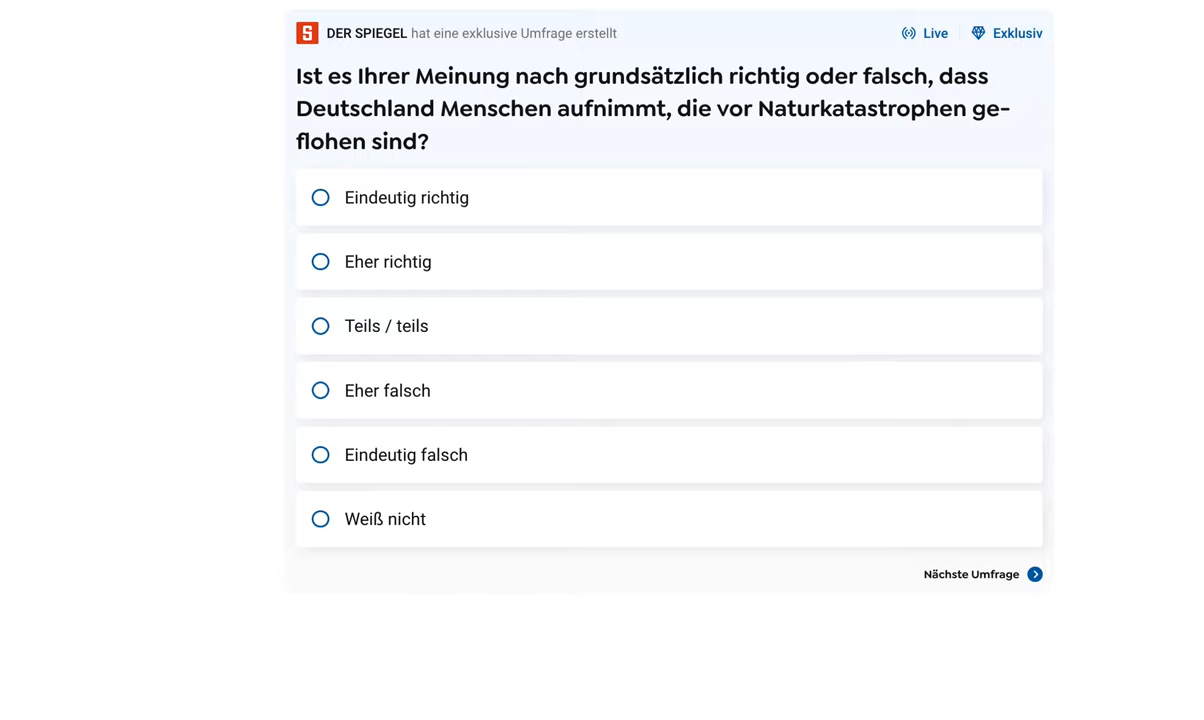 DER SPIEGEL hat eine exklusive Umfrage erstellt
Live
Exklusiv
Ist es Ihrer Meinung nach grundsätzlich richtig oder falsch, dass
Deutschland Menschen aufnimmt, die vor Naturkatastrophen ge-
flohen sind?
Eindeutig richtig
Eher richtig
Teils / teils
Eher falsch
Eindeutig falsch
Weiß nicht
Nächste Umfrage